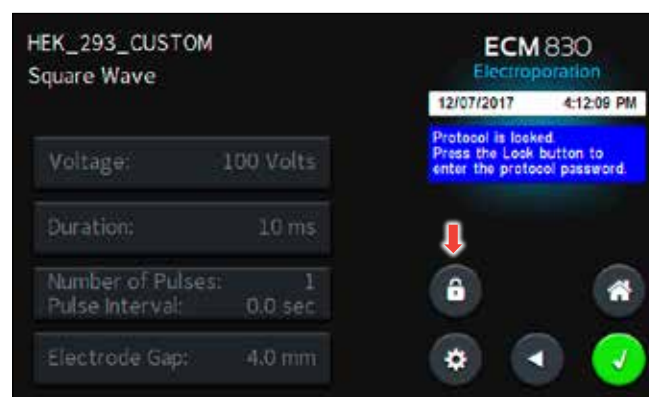 HEK_293_CUSTOM
Square Wave
ECM 830
Electroporation
12/07/2017 4:12:09 PM
Protocol is locked.
Press the Lock button to
enter the protocol password.
Voltage: 100 Volts
Duration: 10 ms
Number of Pulses: 1
Pulse Interval: 0.0 sec
Electrode Gap: 4.0 mm